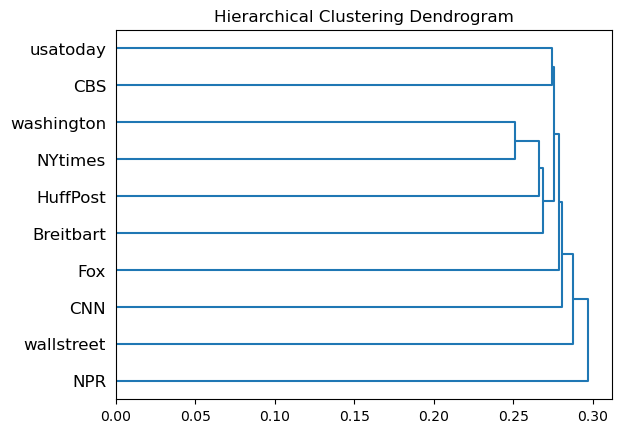 Hierarchical Clustering Dendrogram
usatoday
CBS
washington
NYtimes
HuffPost
Breitbart
Fox
CNN
wallstreet
NPR
0.00 0.05 0.10 0.15 0.20 0.25 0.30